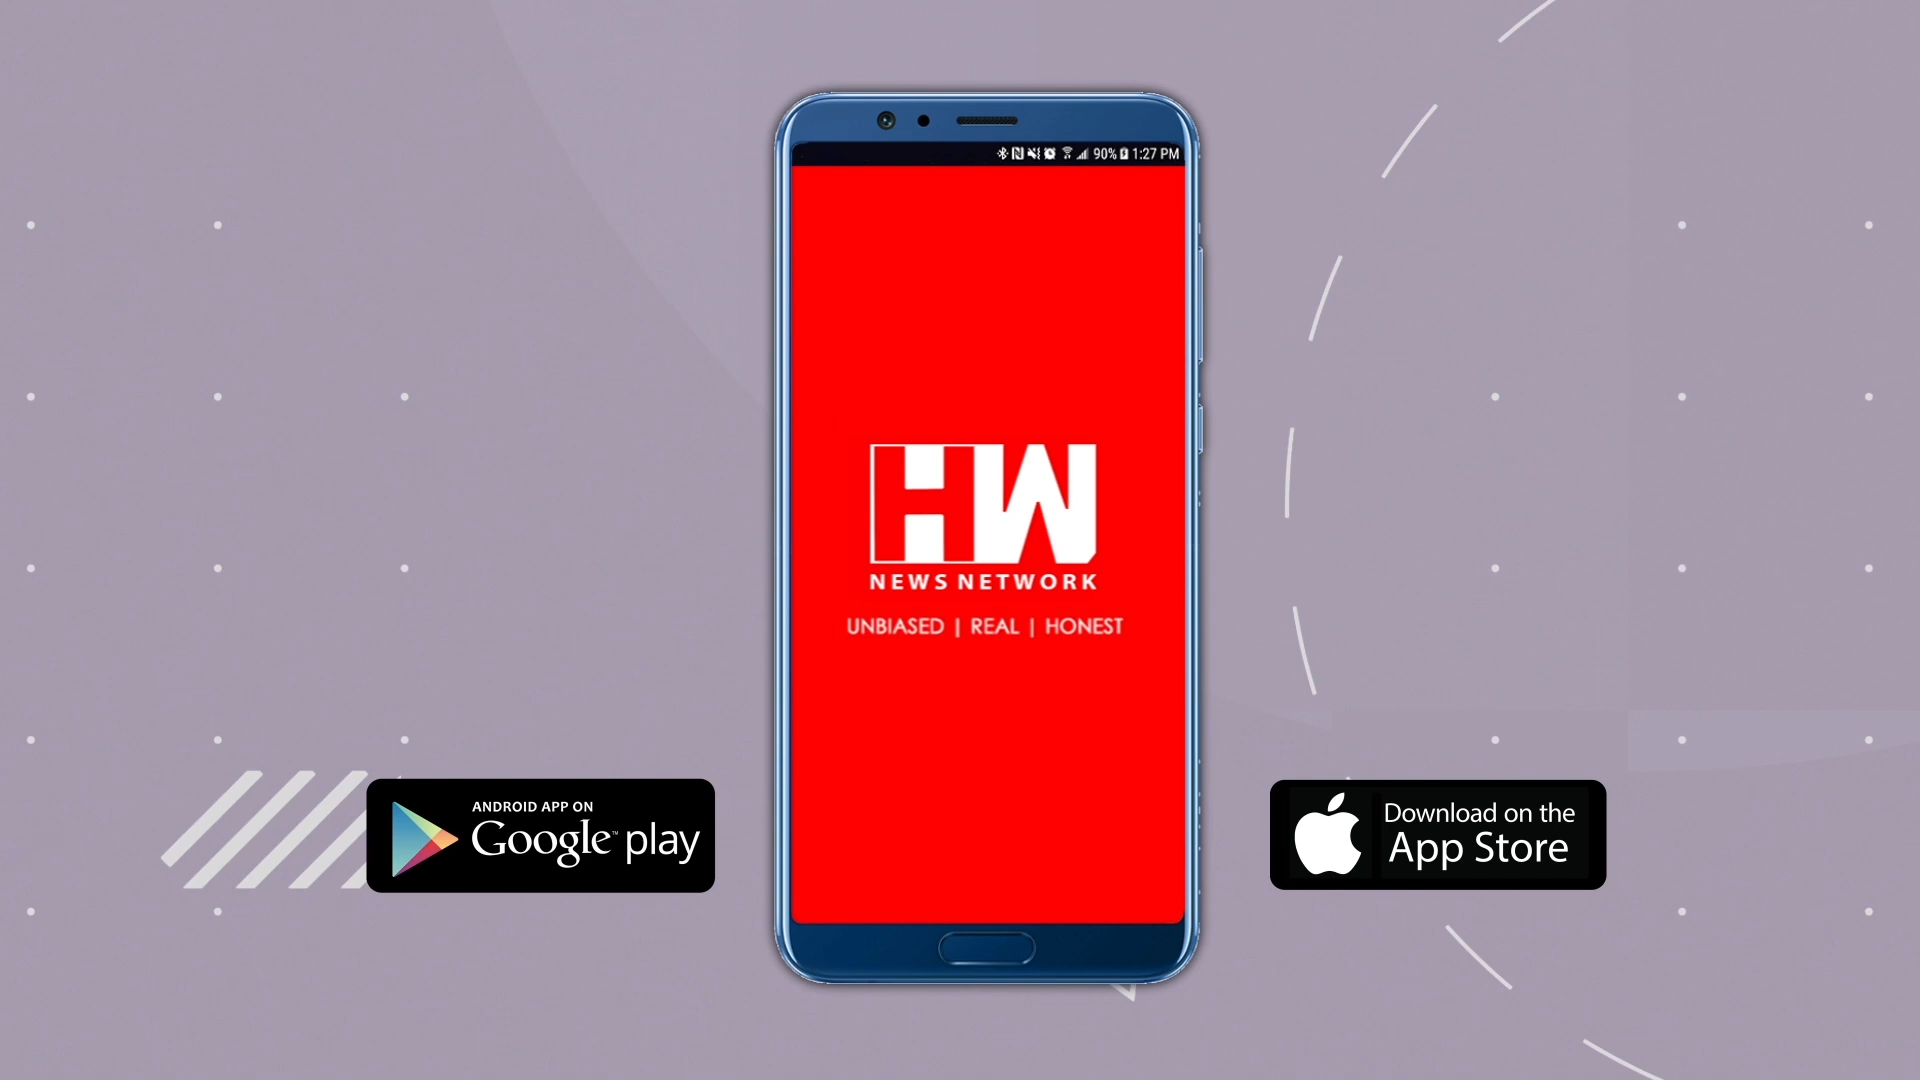 90% 1:27 PM
HW
NEWS NETWORK
UNBIASED | REAL | HONEST
ANDROID APP ON
Google™ play
Download on the
App Store